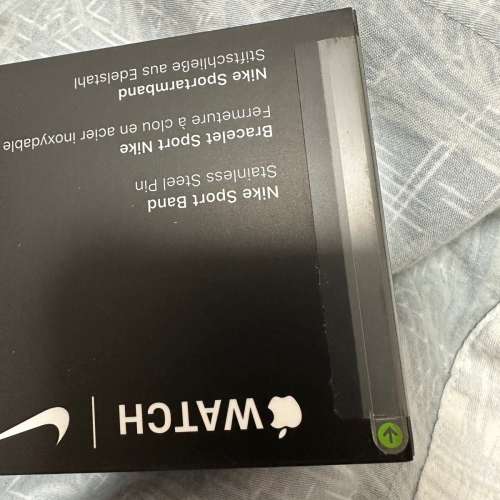 WATCH
Nike Sport Band
Stainless Steel Pin
Bracelet Sport Nike
Fermeture à clou en acier inoxydable
Nike Sportarmband
Stiftschließe aus Edelstahl